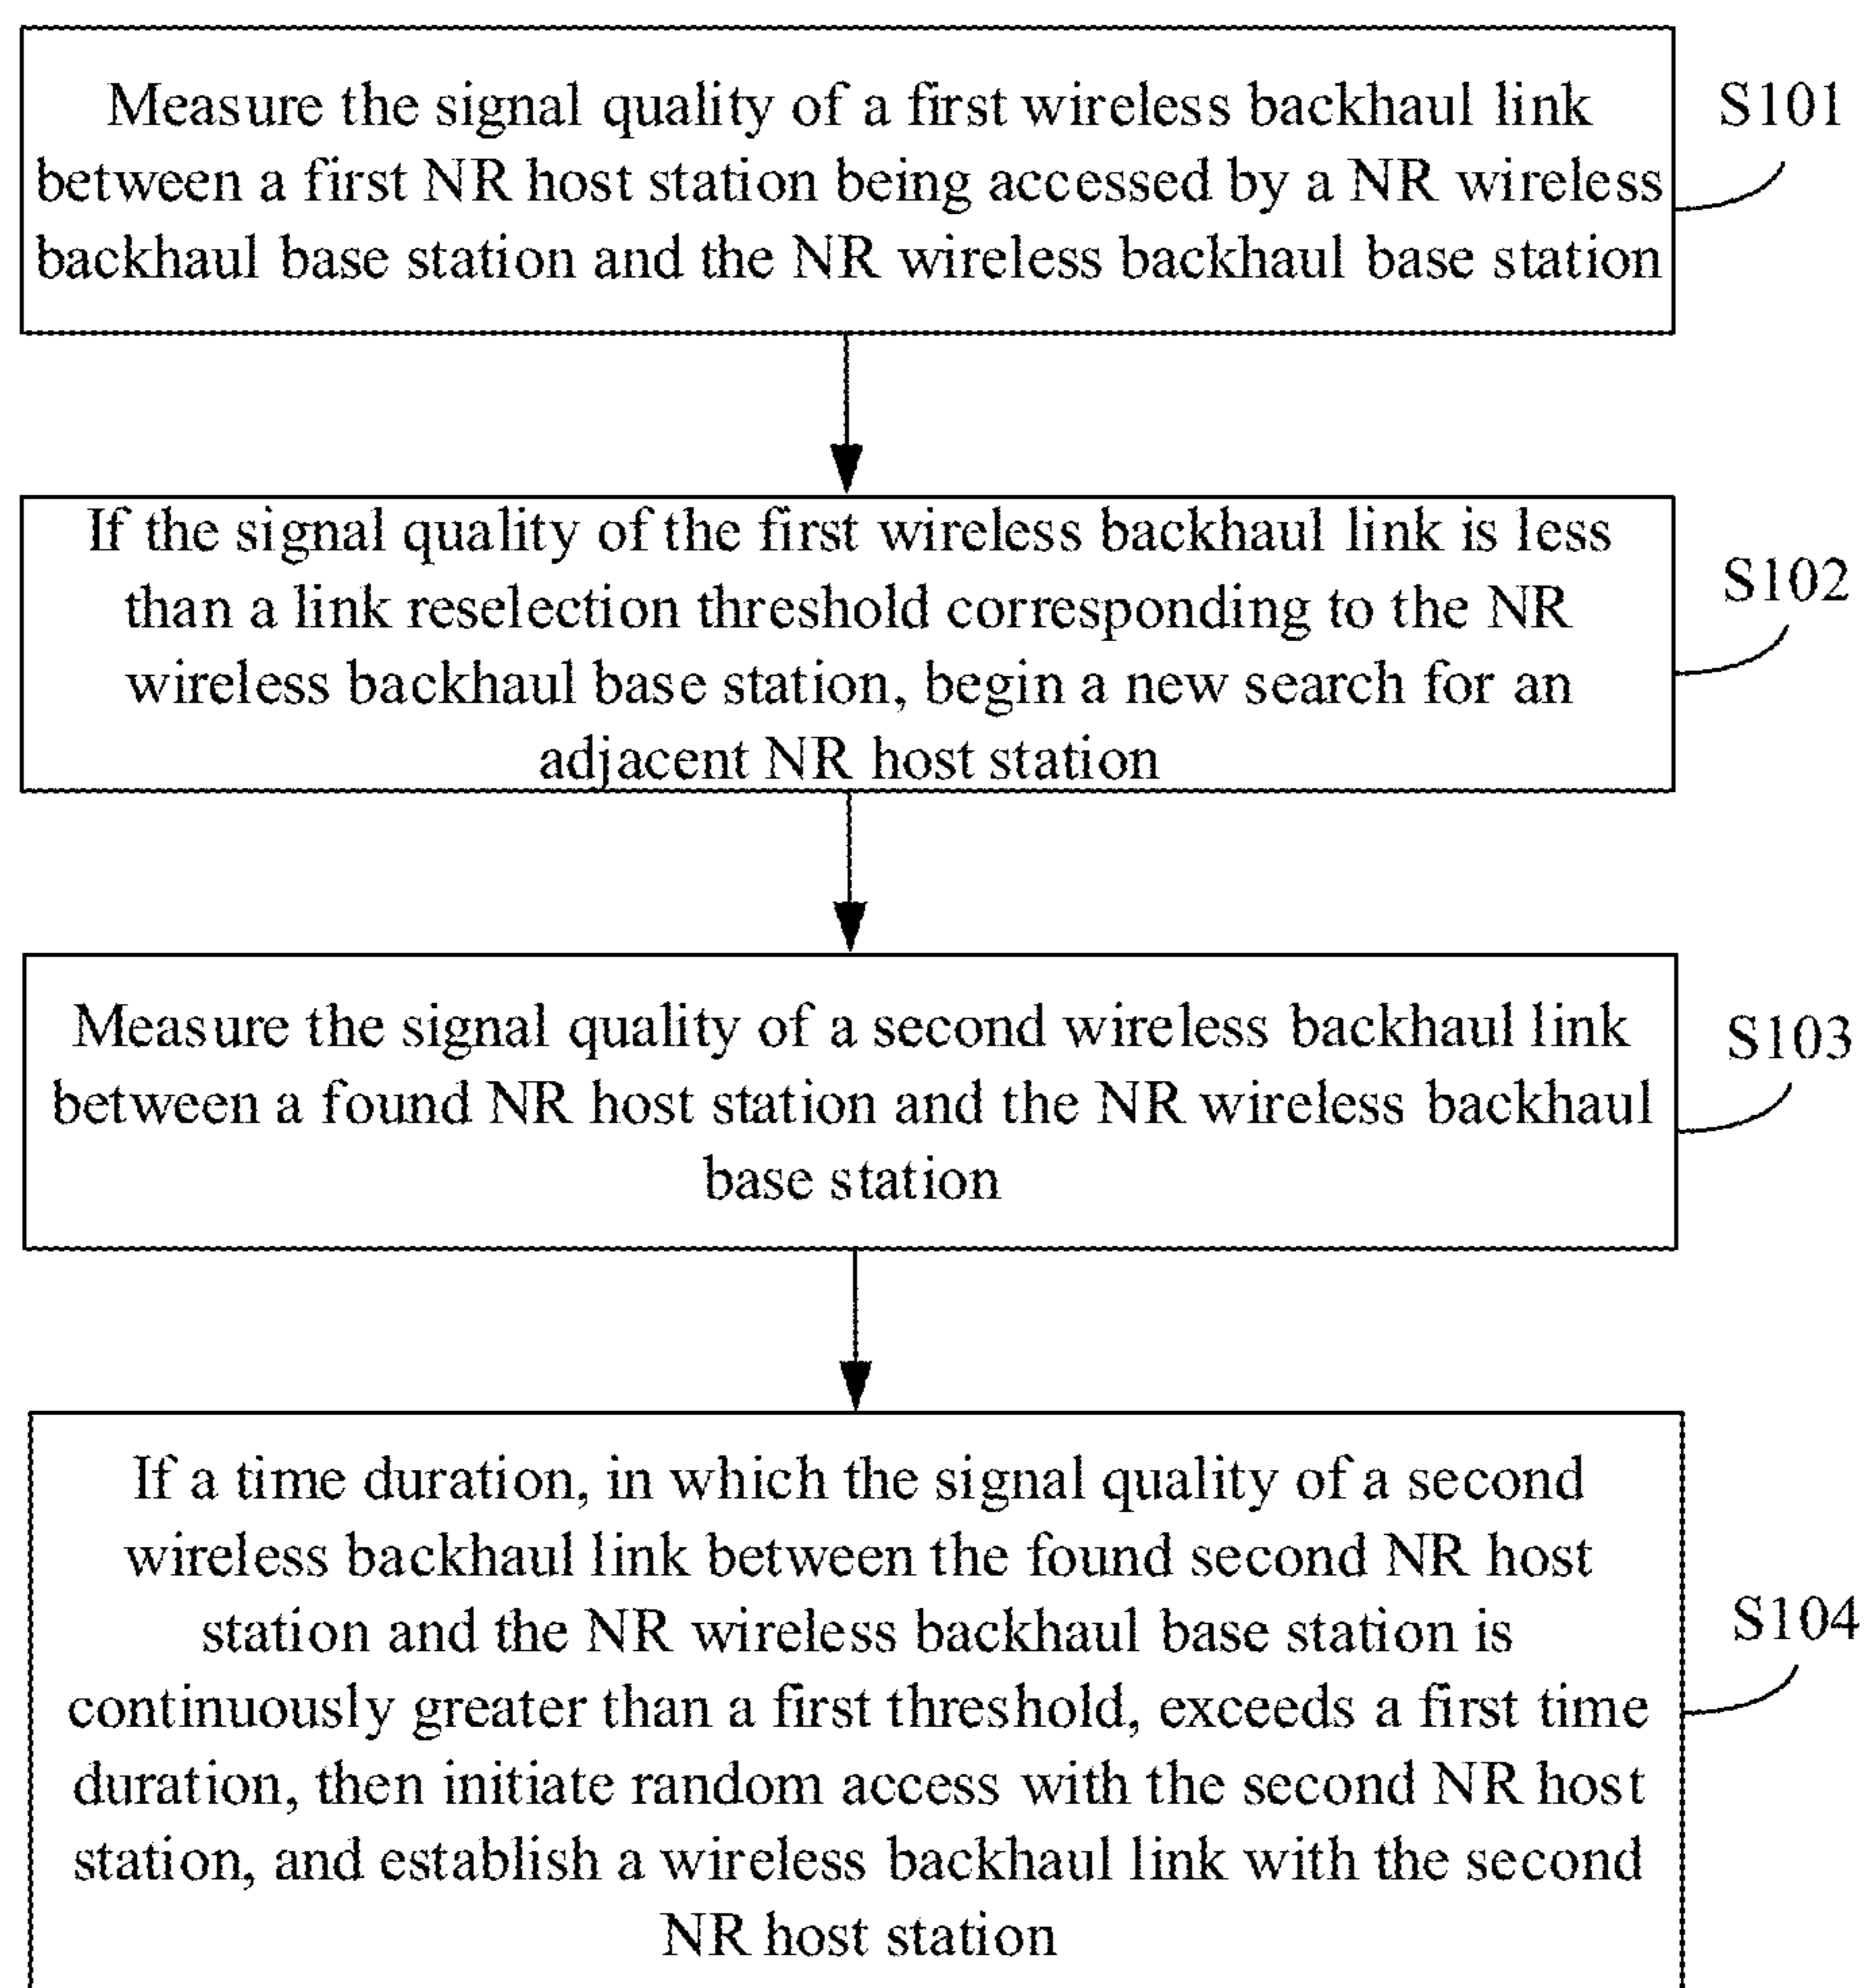 Measure the signal quality of a first wireless backhaul link
between a first NR host station being accessed by a NR wireless
backhaul base station and the NR wireless backhaul base station
S101
If the signal quality of the first wireless backhaul link is less
than a link reselection threshold corresponding to the NR
wireless backhaul base station, begin a new search for an
adjacent NR host station
S102
Measure the signal quality of a second wireless backhaul link
between a found NR host station and the NR wireless backhaul
base station
S103
If a time duration, in which the signal quality of a second
wireless backhaul link between the found second NR host
station and the NR wireless backhaul base station is
continuously greater than a first threshold, exceeds a first time
duration, then initiate random access with the second NR host
station, and establish a wireless backhaul link with the second
NR host station
S104